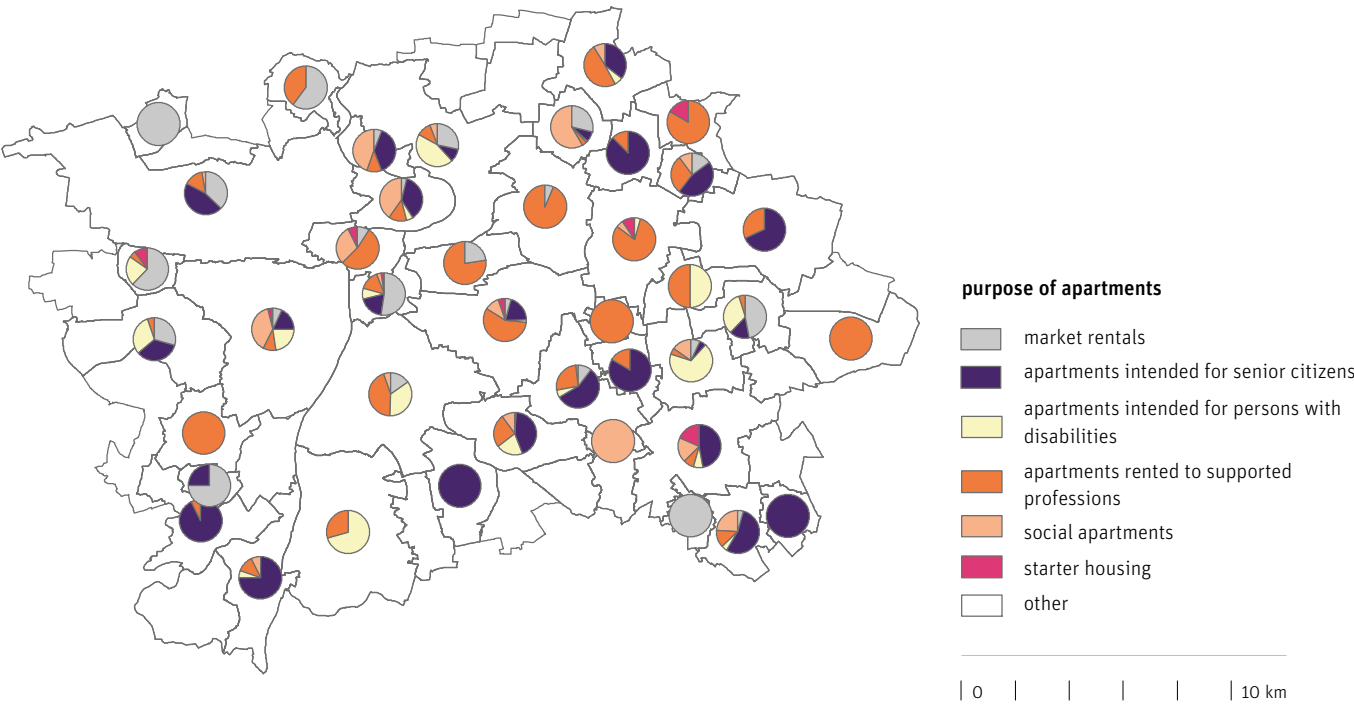 purpose of apartments
market rentals
apartments intended for senior citizens
apartments intended for persons with
disabilities
apartments rented to supported
professions
social apartments
starter housing
other
0 10 km